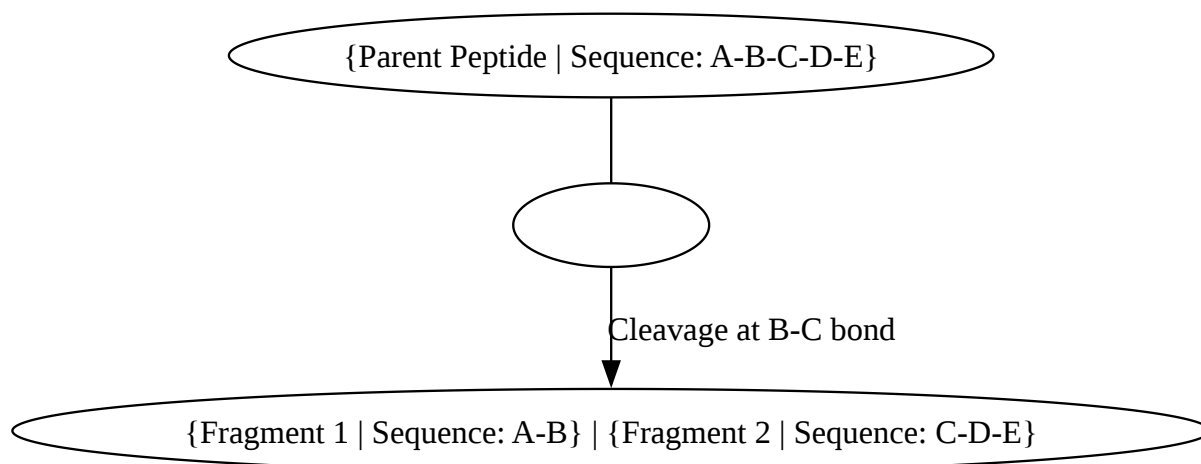 {Parent Peptide | Sequence: A-B-C-D-E}
Cleavage at B-C bond
{Fragment 1 | Sequence: A-B} | {Fragment 2 | Sequence: C-D-E}